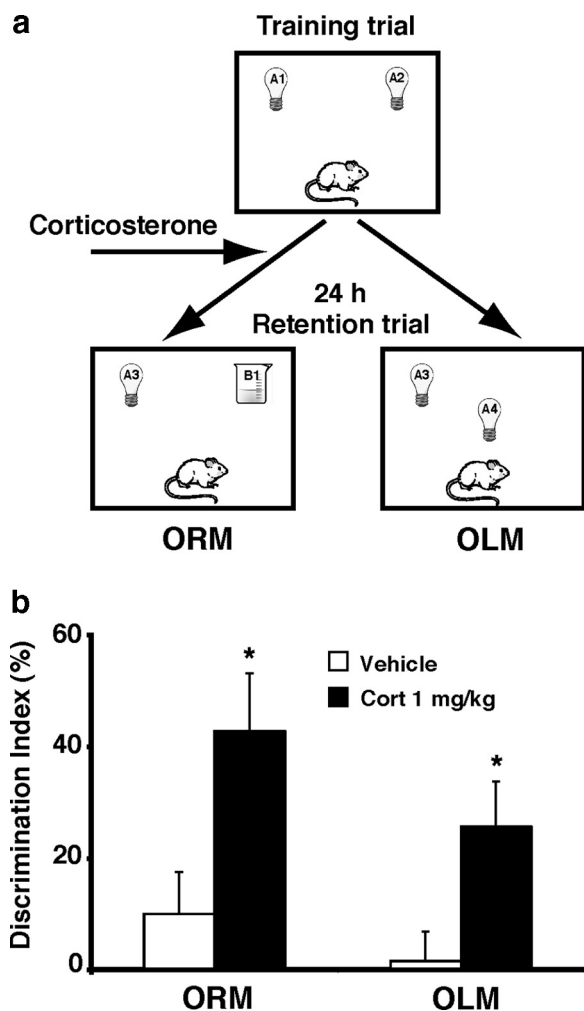 a
Training trial
A1 A2
Corticosterone
24 h
Retention trial
A3 B1 A3
A4
ORM OLM
b
60
40
20
0
Discrimination Index (%)
* *
Vehicle
Cort 1 mg/kg
ORM OLM